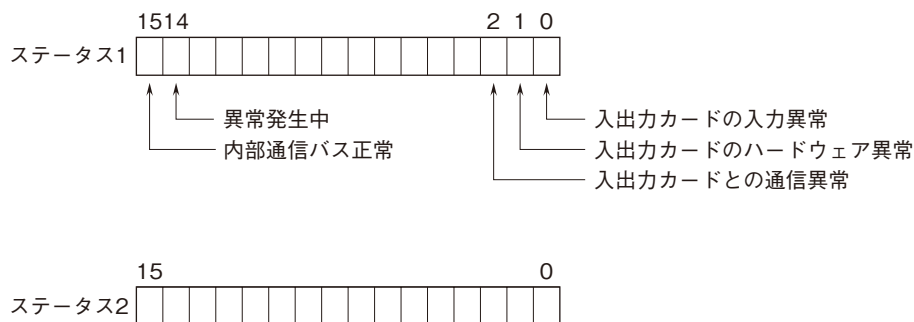 1514 2 1 0
ステータス1
異常発生中
内部通信バス正常
入出力カードの入力異常
入出力カードのハードウェア異常
入出力カードとの通信異常
15 0
ステータス2